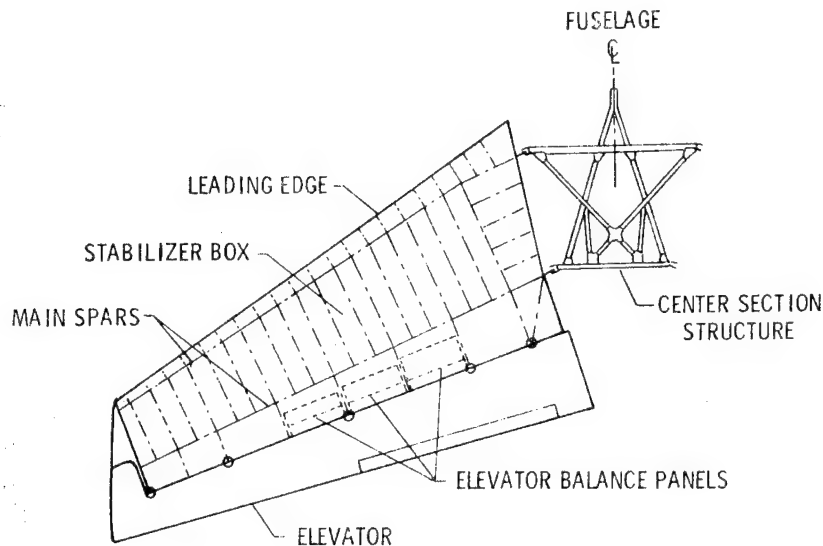 FUSELAGE
℄
LEADING EDGE
STABILIZER BOX
MAIN SPARS
CENTER SECTION
STRUCTURE
ELEVATOR BALANCE PANELS
ELEVATOR